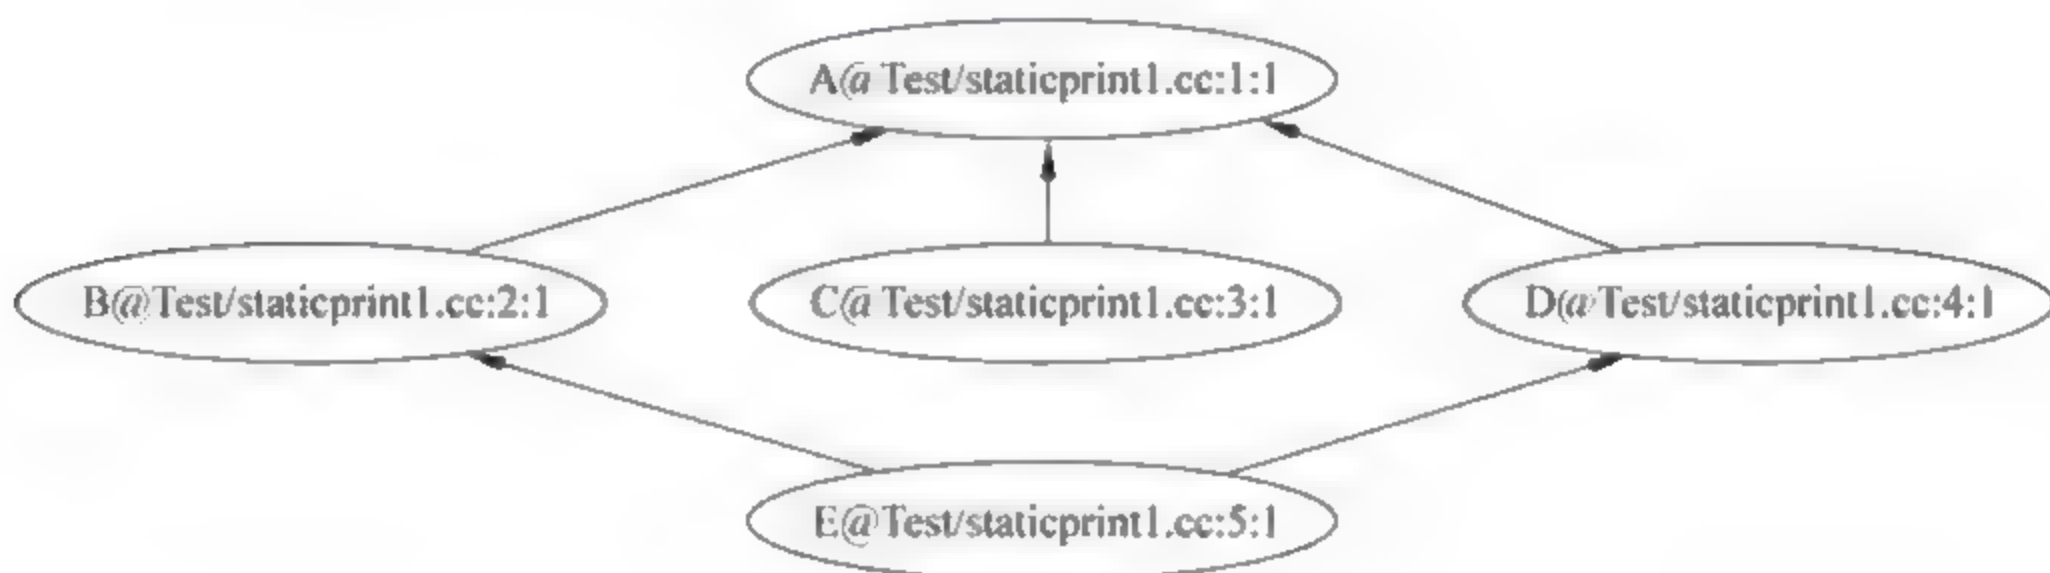 A@Test/staticprint1.cc:1:1
B@Test/staticprint1.cc:2:1
C@Test/staticprint1.cc:3:1
D@Test/staticprint1.cc:4:1
E@Test/staticprint1.cc:5:1